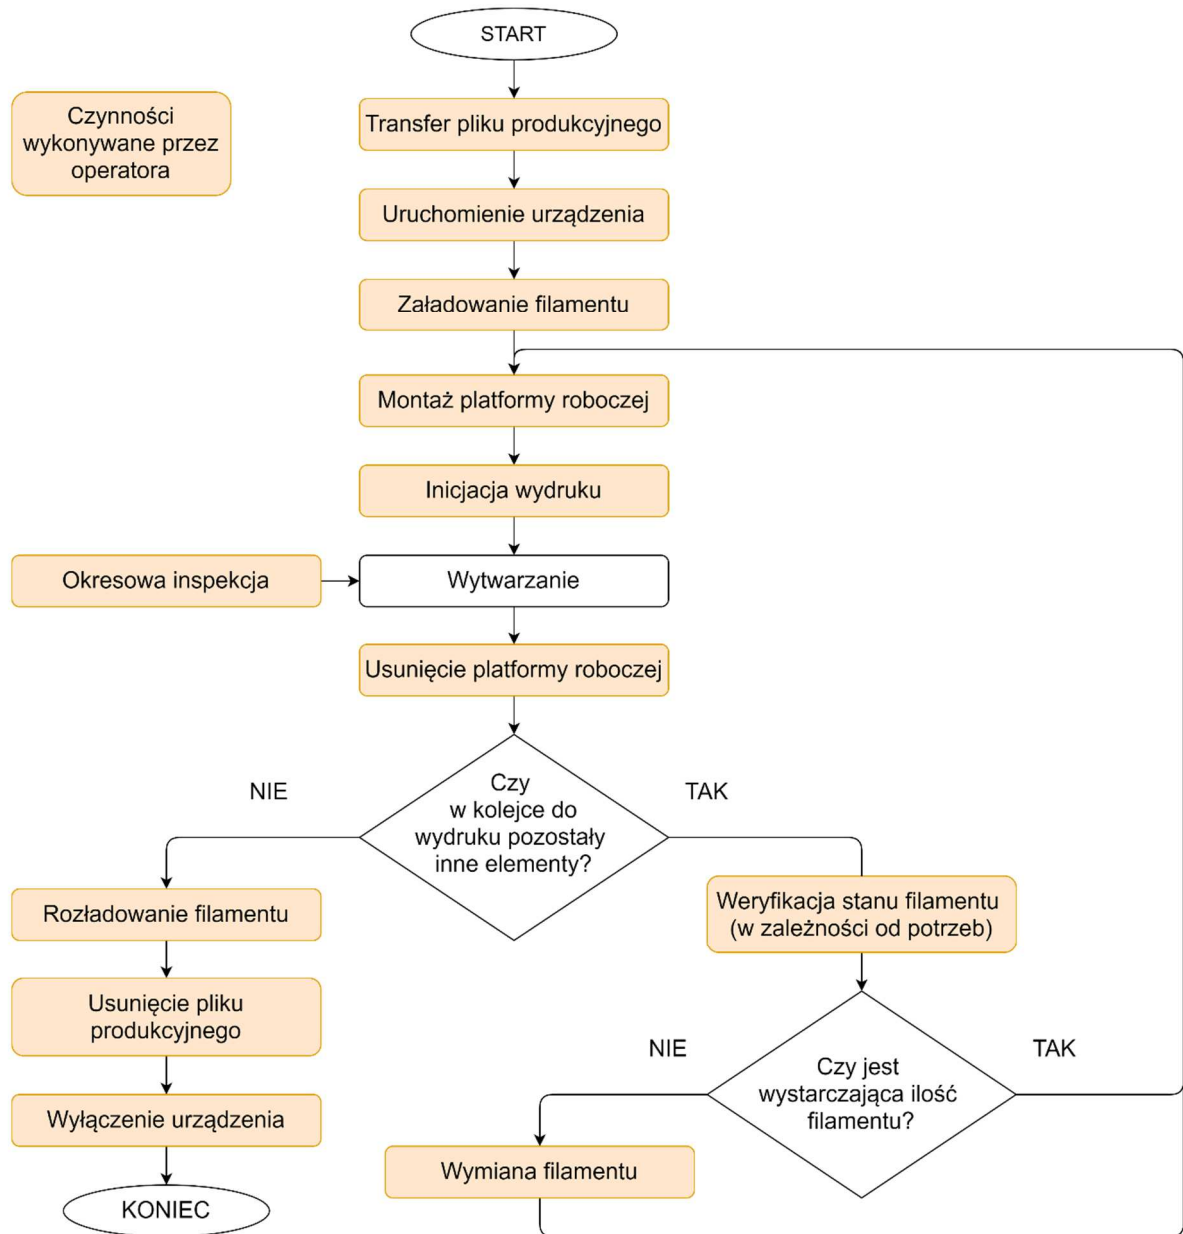 START
Czynności
wykonywane przez
operatora
Transfer pliku produkcyjnego
Uruchomienie urządzenia
Załadowanie filamentu
Montaż platformy roboczej
Inicjacja wydruku
Okresowa inspekcja
Wytwarzanie
Usunięcie platformy roboczej
Czy
w kolejce do
wydruku pozostały
inne elementy?
NIE
TAK
Rozładowanie filamentu
Usunięcie pliku
produkcyjnego
Wyłączenie urządzenia
KONIEC
Weryfikacja stanu filamentu
(w zależności od potrzeb)
Czy jest
wystarczająca ilość
filamentu?
NIE
TAK
Wymiana filamentu